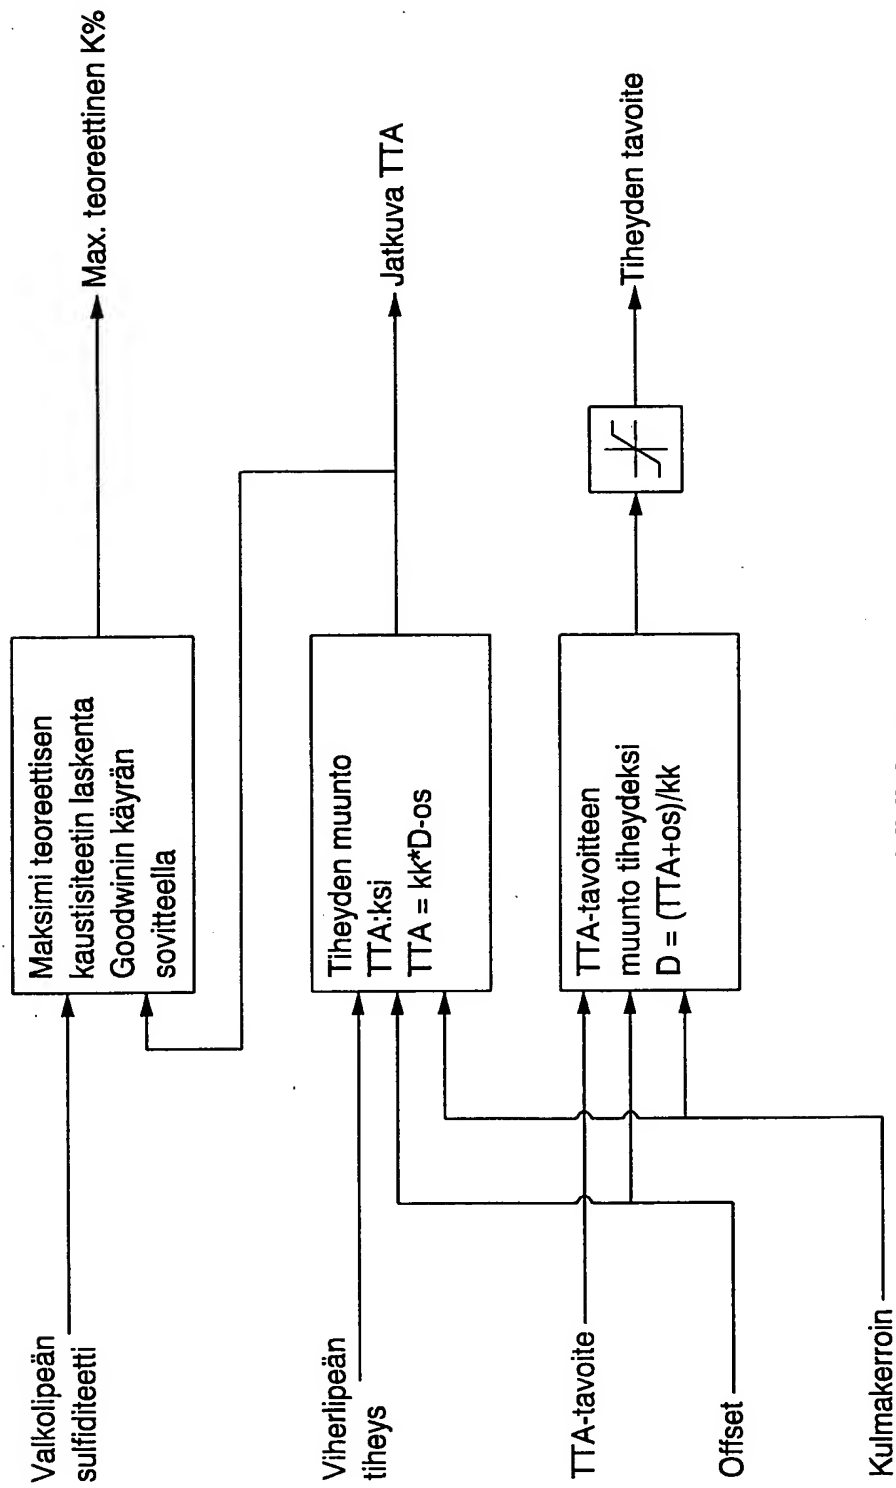 Valkolipeän
sulfiditeetti
Maksimi teoreettisen
kaustisiteetin laskenta
Goodwinin käyrän
sovitteella
Max. teoreettinen K%
Viherlipeän
tiheys
Tiheyden muunto
TTA:ksi
TTA = kk*D-os
Jatkuva TTA
TTA-tavoite
TTA-tavoitteen
muunto tiheydeksi
D = (TTA+os)/kk
Tiheyden tavoite
Offset
Kulmakerroin